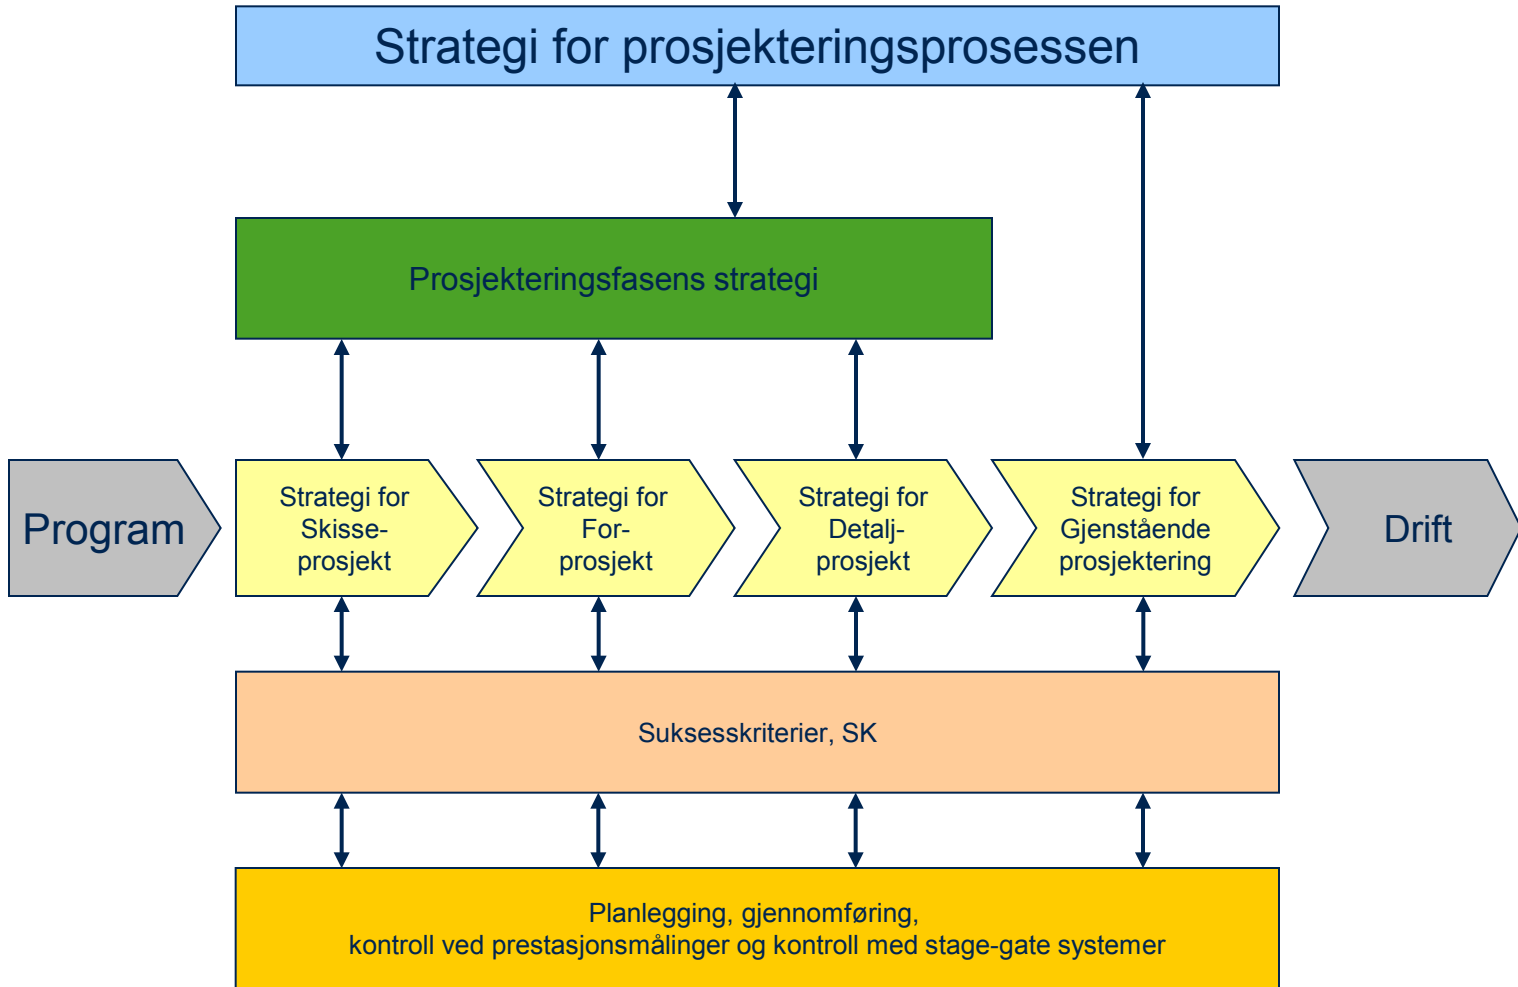 Strategi for prosjekteringsprosessen
Prosjekteringsfasens strategi
Program
Strategi for
Skisse-
prosjekt
Strategi for
For-
prosjekt
Strategi for
Detalj-
prosjekt
Strategi for
Gjenstående
prosjektering
Drift
Suksesskriterier, SK
Planlegging, gjennomføring,
kontroll ved prestasjonsmålinger og kontroll med stage-gate systemer